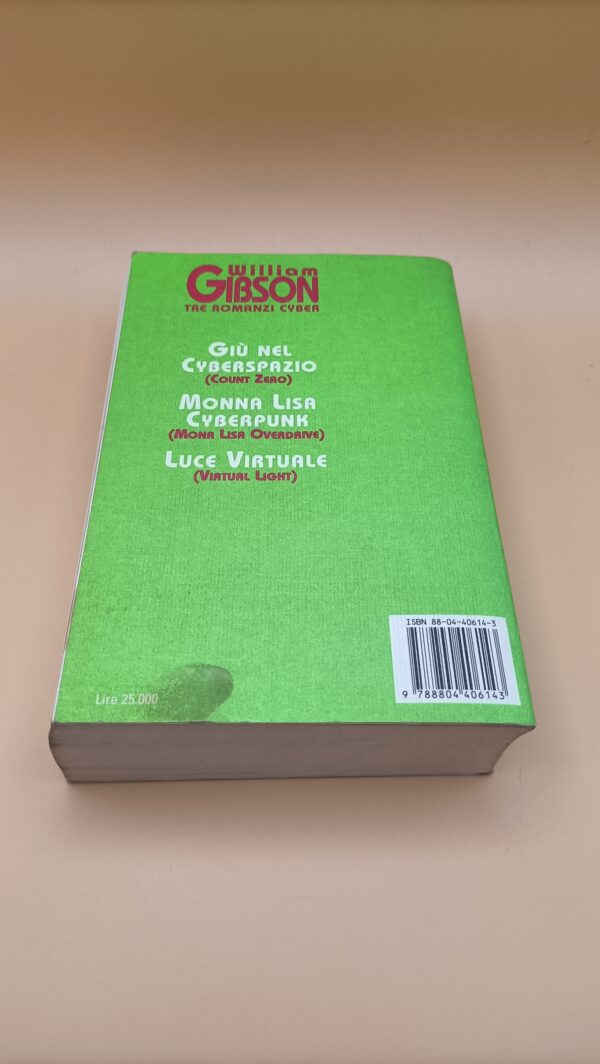 William
GIBSON
TRE ROMANZI CYBER
GIÙ NEL
CYBERSPAZIO
(COUNT ZERO)
MONNA LISA
CYBERPUNK
(MONA LISA OVERDRIVE)
LUCE VIRTUALE
(VIRTUAL LIGHT)
ISBN 88-04-40614-3
9 788804 406143
Lire 25.000